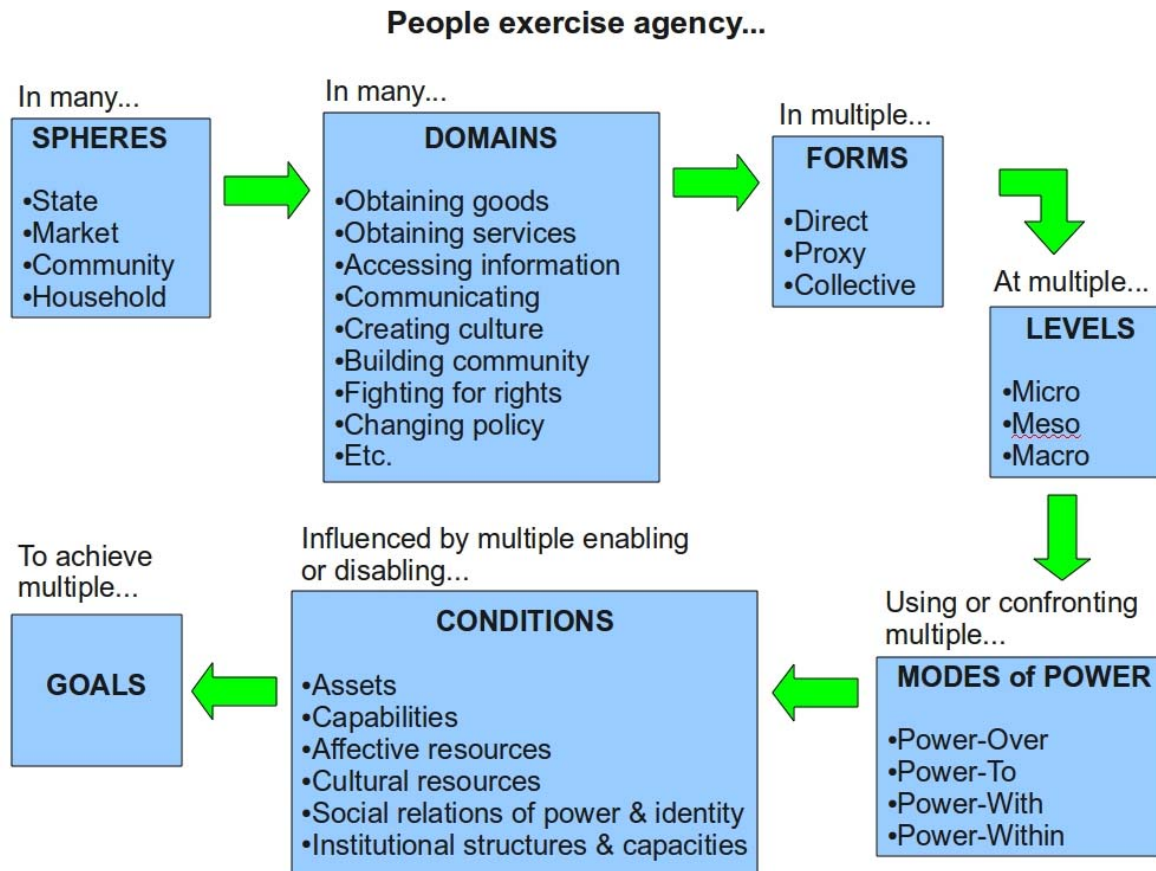 People exercise agency...
In many...
SPHERES
•State
•Market
•Community
•Household
In many...
DOMAINS
•Obtaining goods
•Obtaining services
•Accessing information
•Communicating
•Creating culture
•Building community
•Fighting for rights
•Changing policy
•Etc.
In multiple...
FORMS
•Direct
•Proxy
•Collective
At multiple...
LEVELS
•Micro
•Meso
•Macro
Using or confronting
multiple...
MODES of POWER
•Power-Over
•Power-To
•Power-With
•Power-Within
Influenced by multiple enabling
or disabling...
CONDITIONS
•Assets
•Capabilities
•Affective resources
•Cultural resources
•Social relations of power & identity
•Institutional structures & capacities
To achieve
multiple...
GOALS